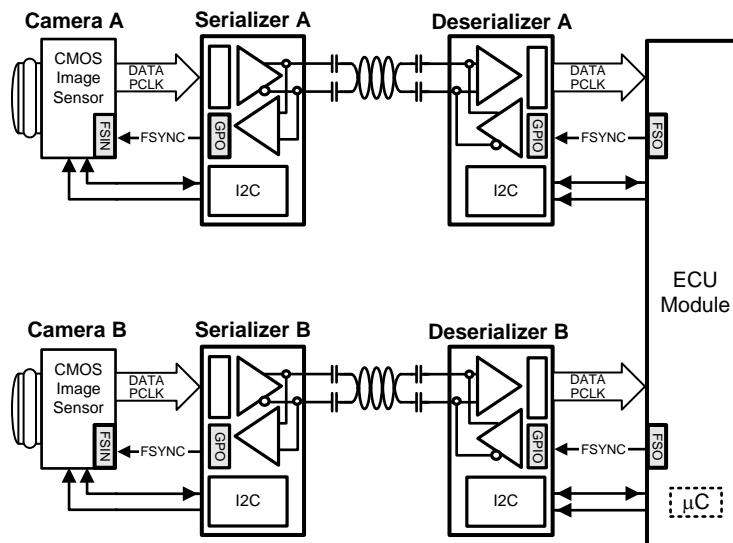 Camera A
Serializer A
Deserializer A
CMOS
Image
Sensor
DATA
PCLK
DATA
PCLK
FSIN
FSYNC
GPO
GPIO
FSYNC
FSO
I2C
I2C
ECU
Module
Camera B
Serializer B
Deserializer B
CMOS
Image
Sensor
DATA
PCLK
DATA
PCLK
FSIN
FSYNC
GPO
GPIO
FSYNC
FSO
I2C
I2C
μC